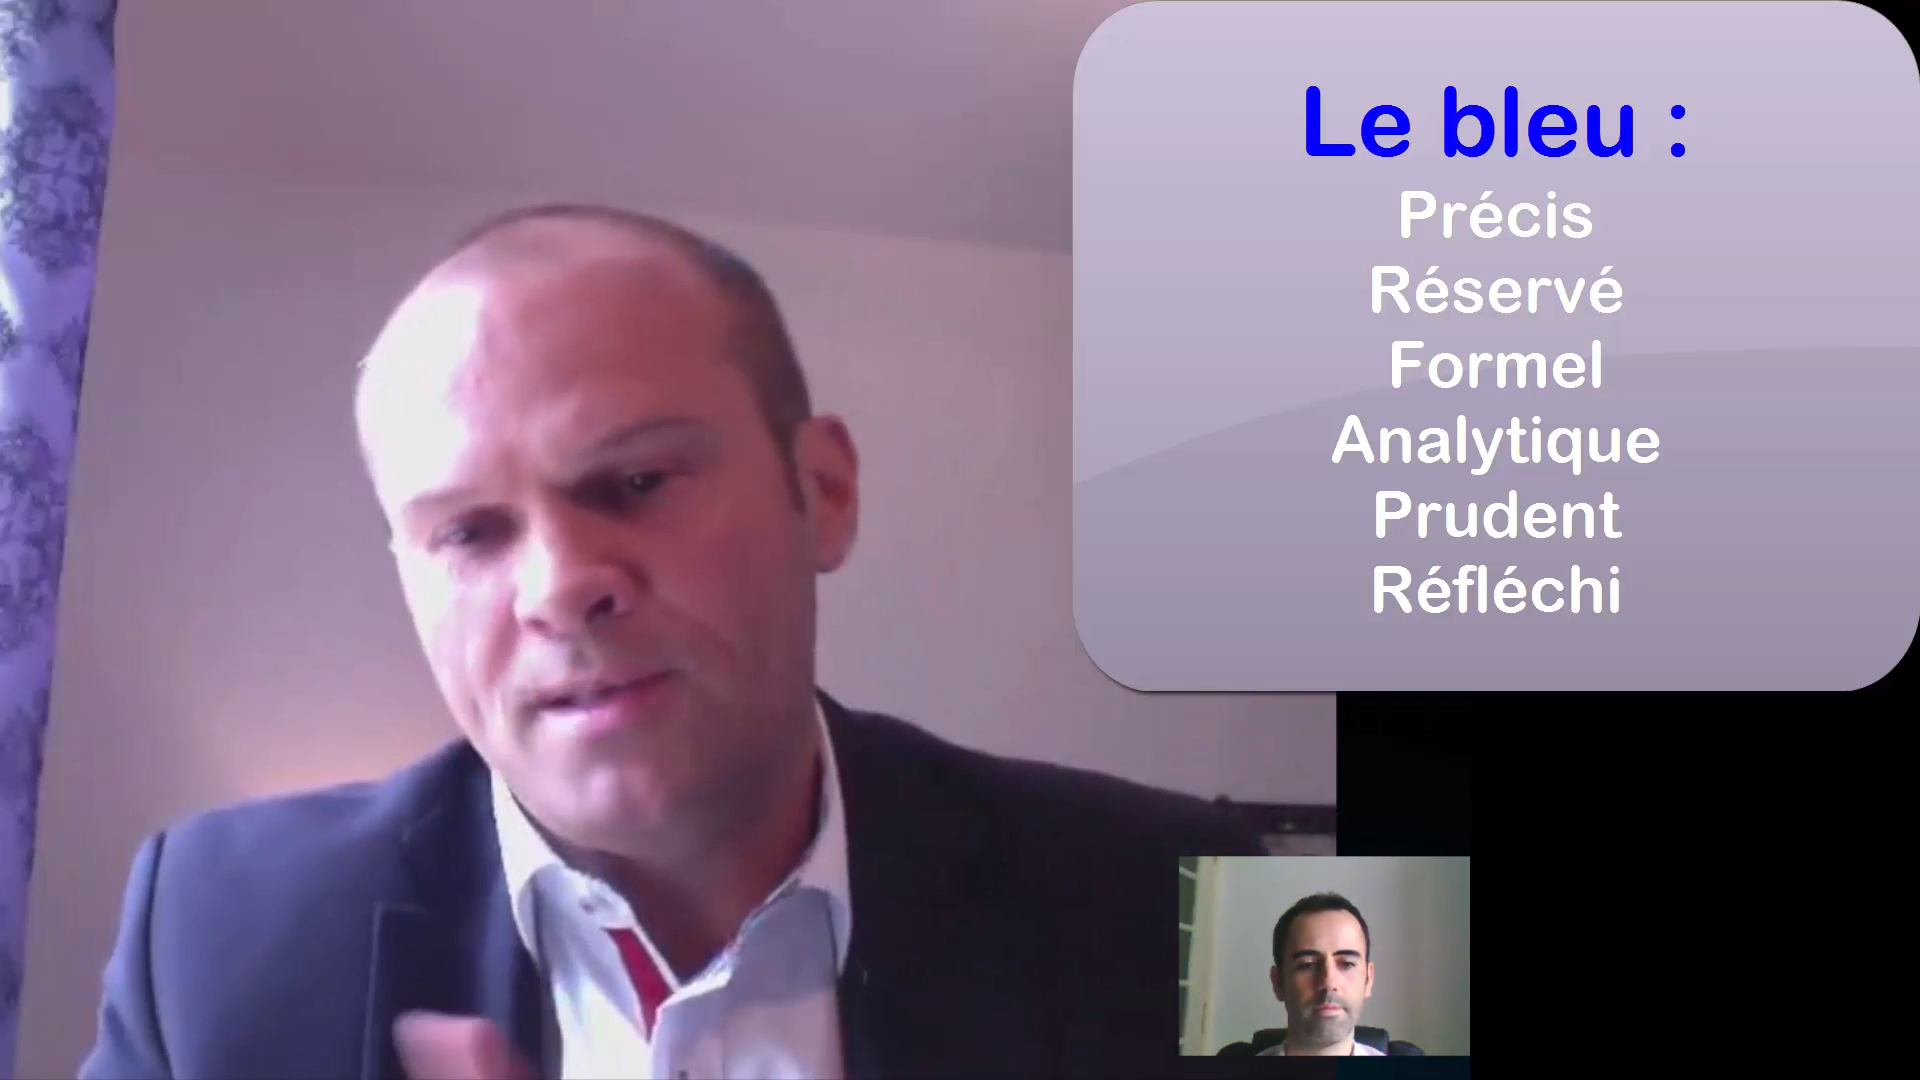 Le bleu :
Précis
Réservé
Formel
Analytique
Prudent
Réfléchi